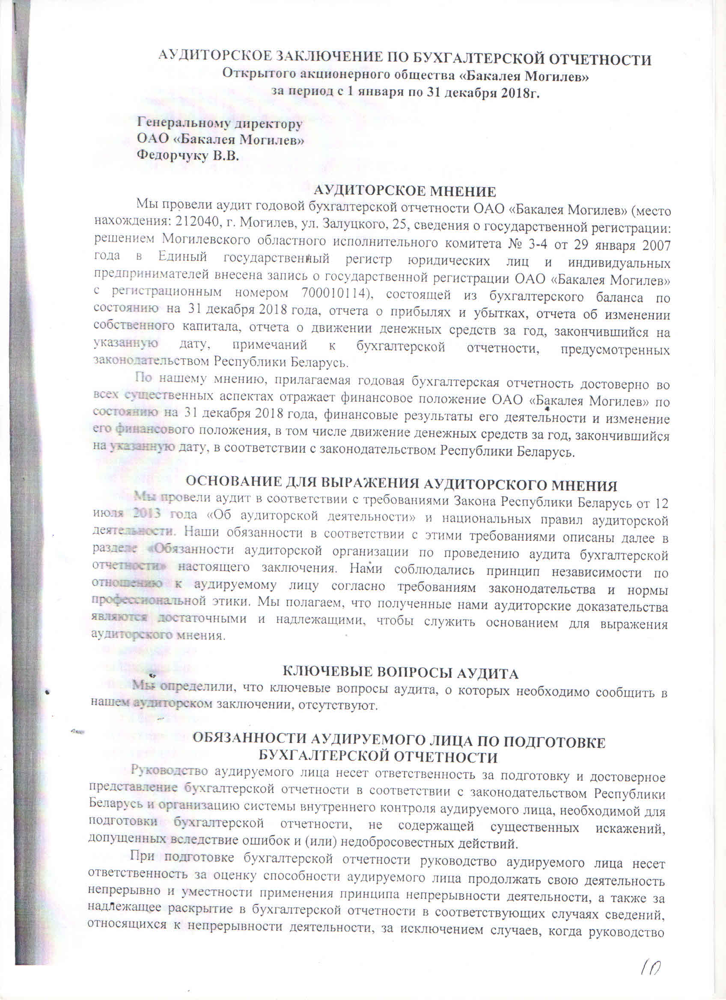 АУДИТОРСКОЕ ЗАКЛЮЧЕНИЕ ПО БУХГАЛТЕРСКОЙ ОТЧЕТНОСТИ
Открытого акционерного общества «Бакалея Могилев»
за период с 1 января по 31 декабря 2018г.
Генеральному директору
ОАО «Бакалея Могилев»
Федорчуку В.В.
АУДИТОРСКОЕ МНЕНИЕ
Мы провели аудит годовой бухгалтерской отчетности ОАО «Бакалея Могилев» (место
нахождения: 212040, г. Могилев, ул. Залуцкого, 25, сведения о государственной регистрации:
решением Могилевского областного исполнительного комитета № 3-4 от 29 января 2007
года в Единый государственный регистр юридических лиц и индивидуальных
предпринимателей внесена запись о государственной регистрации ОАО «Бакалея Могилев»
с регистрационным номером 700010114), состоящей из бухгалтерского баланса по
состоянию на 31 декабря 2018 года, отчета о прибылях и убытках, отчета об изменении
собственного капитала, отчета о движении денежных средств за год, закончившийся на
указанную дату, примечаний к бухгалтерской отчетности, предусмотренных
законодательством Республики Беларусь.
По нашему мнению, прилагаемая годовая бухгалтерская отчетность достоверно во
всех существенных аспектах отражает финансовое положение ОАО «Бакалея Могилев» по
состоянию на 31 декабря 2018 года, финансовые результаты его деятельности и изменение
его финансового положения, в том числе движение денежных средств за год, закончившийся
на указанную дату, в соответствии с законодательством Республики Беларусь.
ОСНОВАНИЕ ДЛЯ ВЫРАЖЕНИЯ АУДИТОРСКОГО МНЕНИЯ
Мы провели аудит в соответствии с требованиями Закона Республики Беларусь от 12
июля 2013 года «Об аудиторской деятельности» и национальных правил аудиторской
деятельности. Наши обязанности в соответствии с этими требованиями описаны далее в
разделе «Обязанности аудиторской организации по проведению аудита бухгалтерской
отчетности» настоящего заключения. Нами соблюдались принцип независимости по
отношению к аудируемому лицу согласно требованиям законодательства и нормы
профессиональной этики. Мы полагаем, что полученные нами аудиторские доказательства
являются достаточными и надлежащими, чтобы служить основанием для выражения
аудиторского мнения.
КЛЮЧЕВЫЕ ВОПРОСЫ АУДИТА
Мы определили, что ключевые вопросы аудита, о которых необходимо сообщить в
нашем аудиторском заключении, отсутствуют.
ОБЯЗАННОСТИ АУДИРУЕМОГО ЛИЦА ПО ПОДГОТОВКЕ
БУХГАЛТЕРСКОЙ ОТЧЕТНОСТИ
Руководство аудируемого лица несет ответственность за подготовку и достоверное
представление бухгалтерской отчетности в соответствии с законодательством Республики
Беларусь и организацию системы внутреннего контроля аудируемого лица, необходимой для
подготовки бухгалтерской отчетности, не содержащей существенных искажений,
допущенных вследствие ошибок и (или) недобросовестных действий.
При подготовке бухгалтерской отчетности руководство аудируемого лица несет
ответственность за оценку способности аудируемого лица продолжать свою деятельность
непрерывно и уместности применения принципа непрерывности деятельности, а также за
надлежащее раскрытие в бухгалтерской отчетности в соответствующих случаях сведений,
относящихся к непрерывности деятельности, за исключением случаев, когда руководство
10